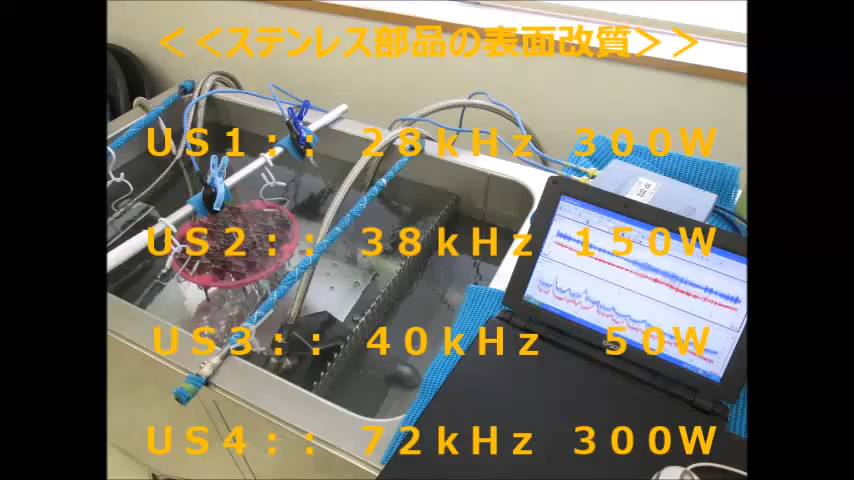 ＜＜ステンレス部品の表面改質＞＞
ＵＳ１：： ２８ｋＨｚ ３００Ｗ
ＵＳ２：： ３８ｋＨｚ １５０Ｗ
ＵＳ３：： ４０ｋＨｚ ５０Ｗ
ＵＳ４：： ７２ｋＨｚ ３００Ｗ